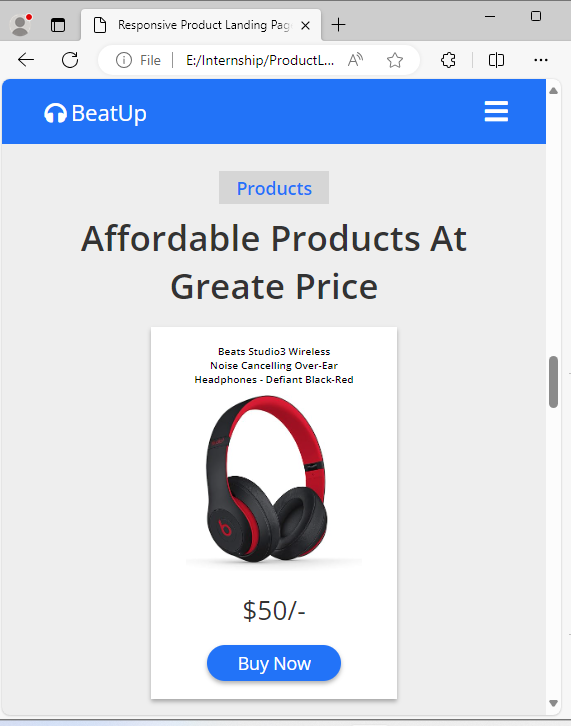 Responsive Product Landing Pag
File
E:/Internship/ProductL...
BeatUp
Products
Affordable Products At
Greate Price
Beats Studio3 Wireless
Noise Cancelling Over-Ear
Headphones - Defiant Black-Red
$50/-
Buy Now